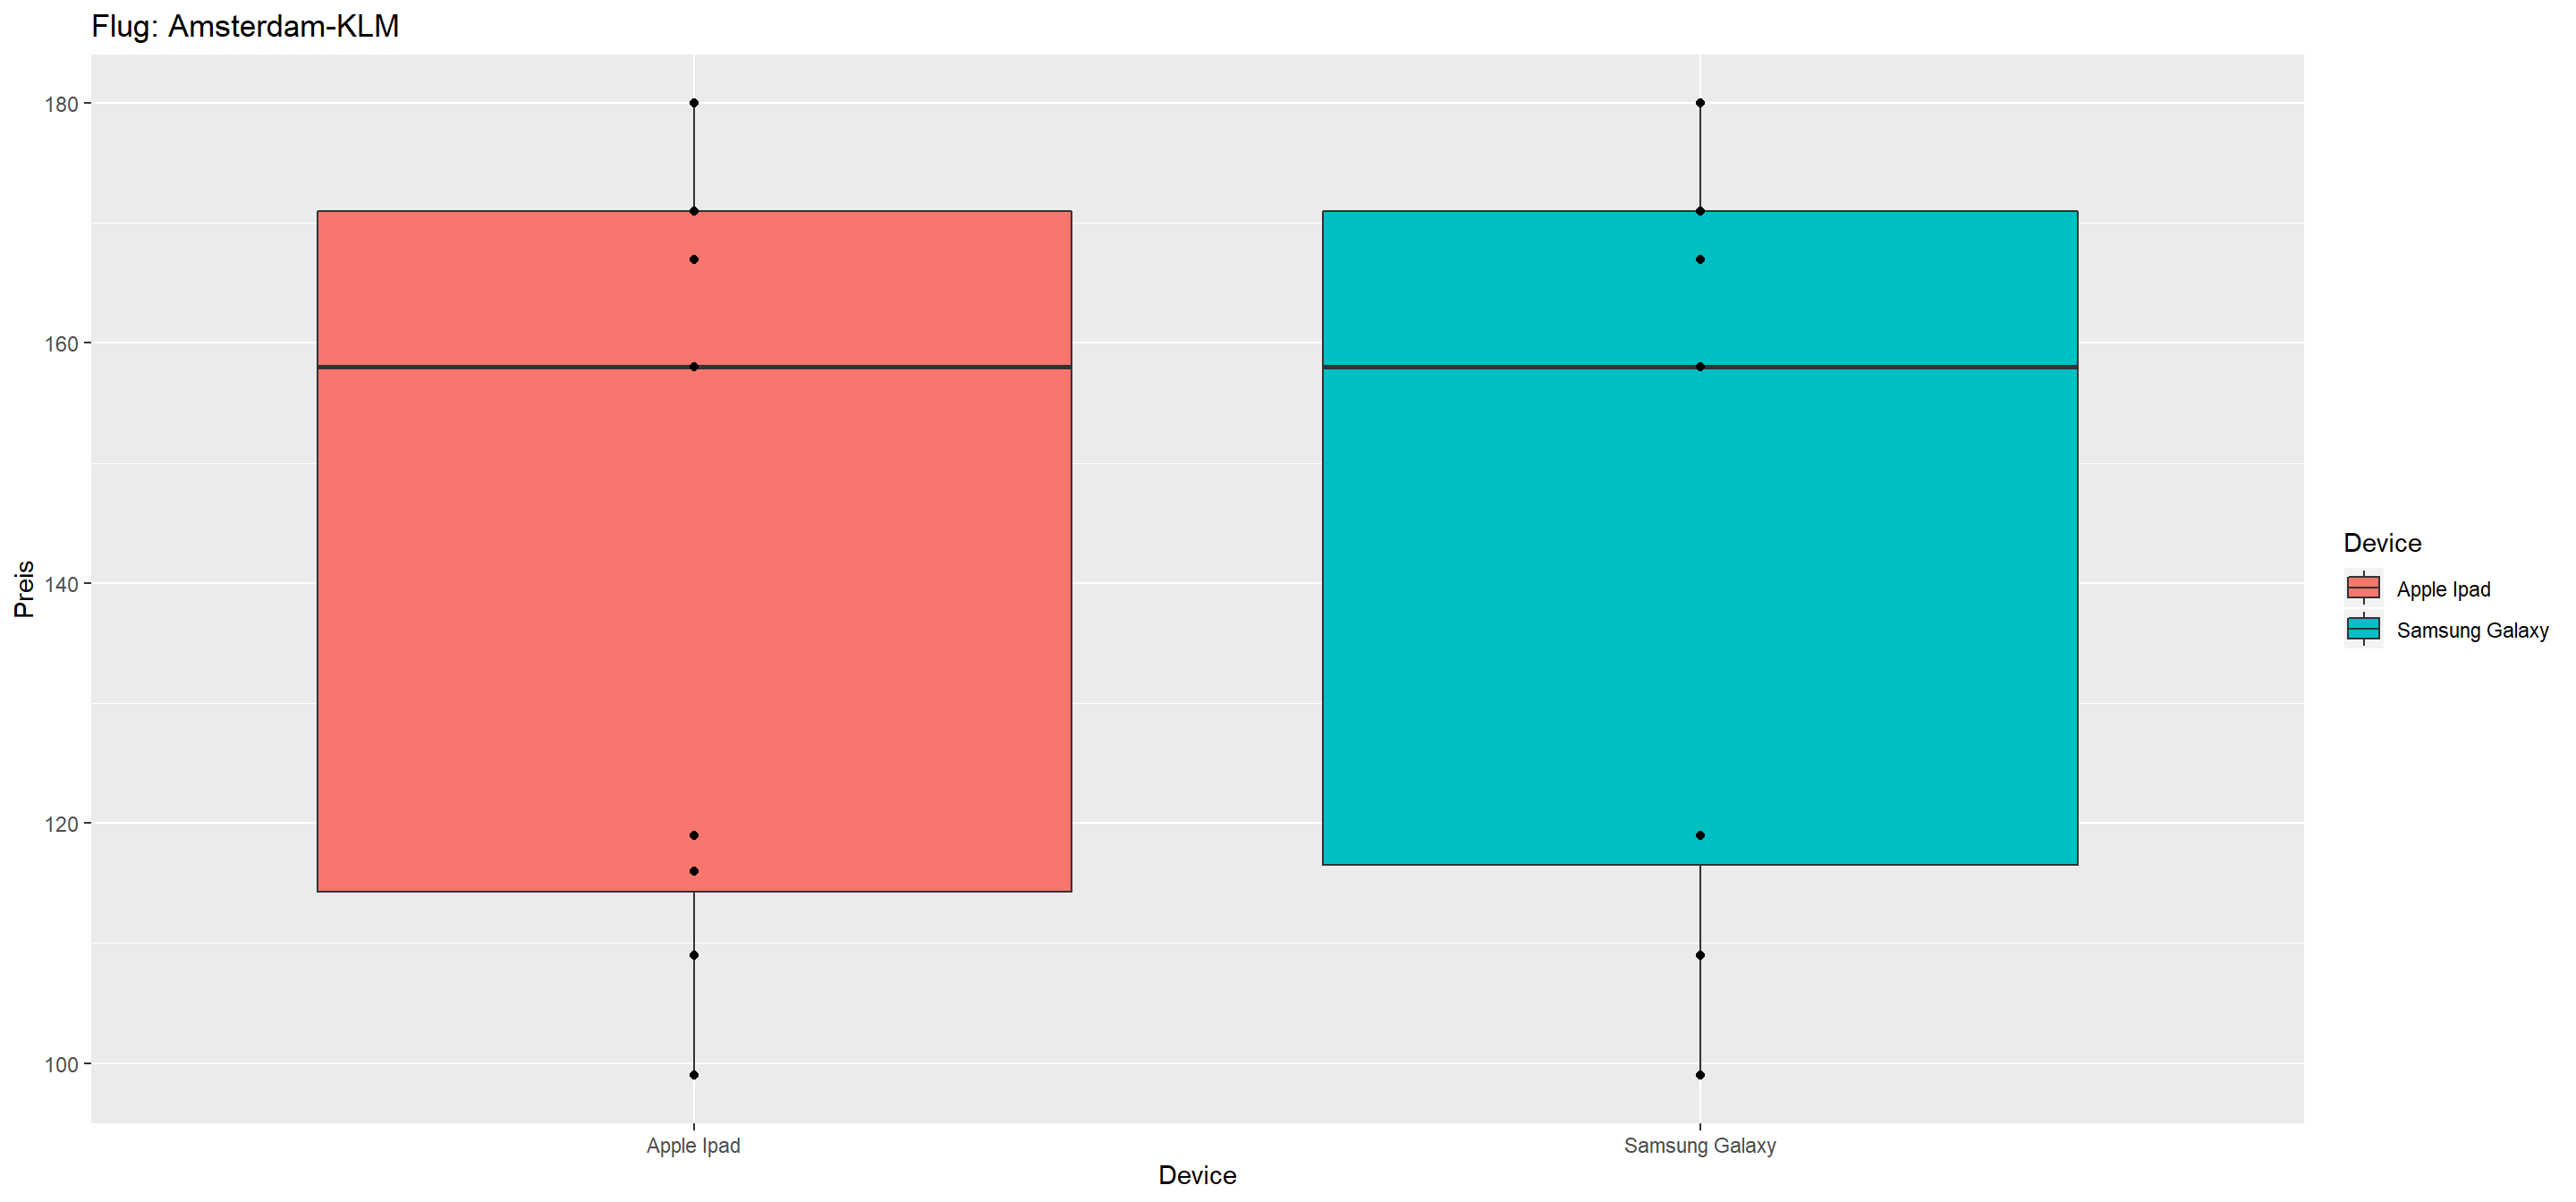 Flug: Amsterdam-KLM
180
160
140
120
100
Preis
Apple Ipad
Samsung Galaxy
Device
Device
Apple Ipad
Samsung Galaxy